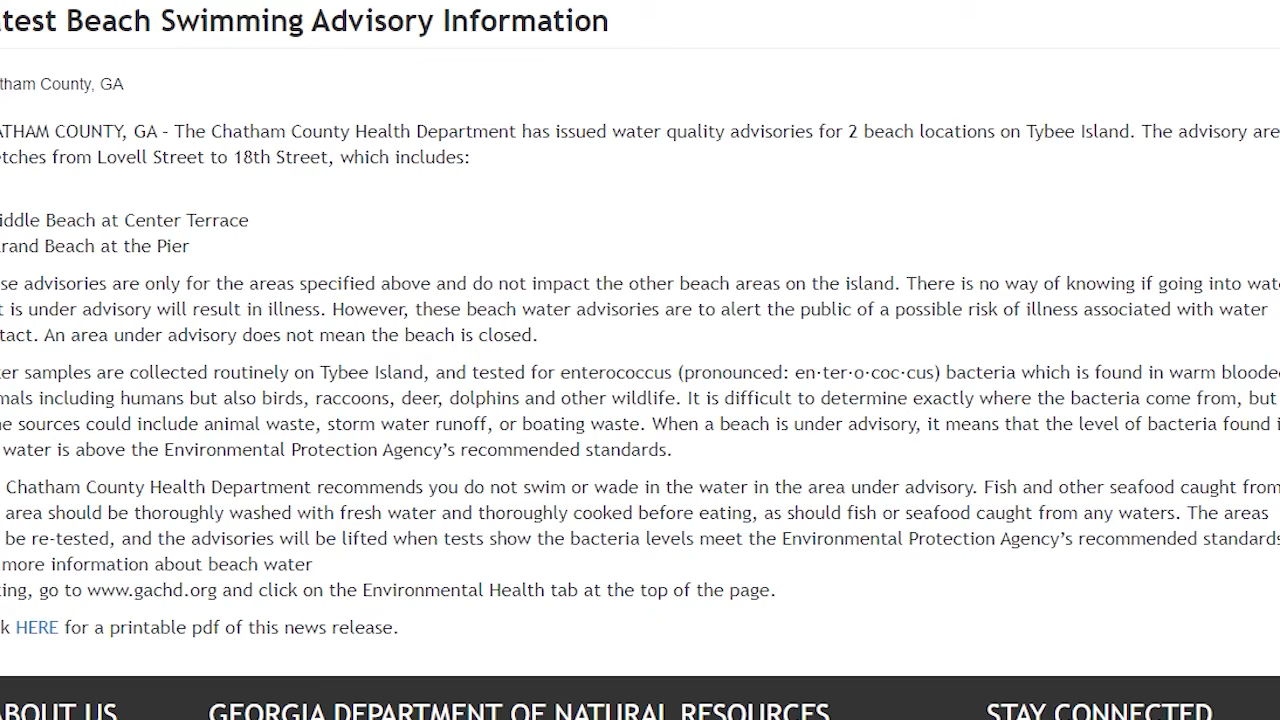 test Beach Swimming Advisory Information
tham County, GA
ATHAM COUNTY, GA - The Chatham County Health Department has issued water quality advisories for 2 beach locations on Tybee Island. The advisory are
tches from Lovell Street to 18th Street, which includes:
iddle Beach at Center Terrace
rand Beach at the Pier
se advisories are only for the areas specified above and do not impact the other beach areas on the island. There is no way of knowing if going into wat
t is under advisory will result in illness. However, these beach water advisories are to alert the public of a possible risk of illness associated with water
tact. An area under advisory does not mean the beach is closed.
er samples are collected routinely on Tybee Island, and tested for enterococcus (pronounced: en·ter·o·coc·cus) bacteria which is found in warm bloode
mals including humans but also birds, raccoons, deer, dolphins and other wildlife. It is difficult to determine exactly where the bacteria come from, but
e sources could include animal waste, storm water runoff, or boating waste. When a beach is under advisory, it means that the level of bacteria found i
water is above the Environmental Protection Agency’s recommended standards.
Chatham County Health Department recommends you do not swim or wade in the water in the area under advisory. Fish and other seafood caught from
area should be thoroughly washed with fresh water and thoroughly cooked before eating, as should fish or seafood caught from any waters. The areas
be re-tested, and the advisories will be lifted when tests show the bacteria levels meet the Environmental Protection Agency’s recommended standards
more information about beach water
ing, go to www.gachd.org and click on the Environmental Health tab at the top of the page.
k HERE for a printable pdf of this news release.
ABOUT US
GEORGIA DEPARTMENT OF NATURAL RESOURCES
STAY CONNECTED